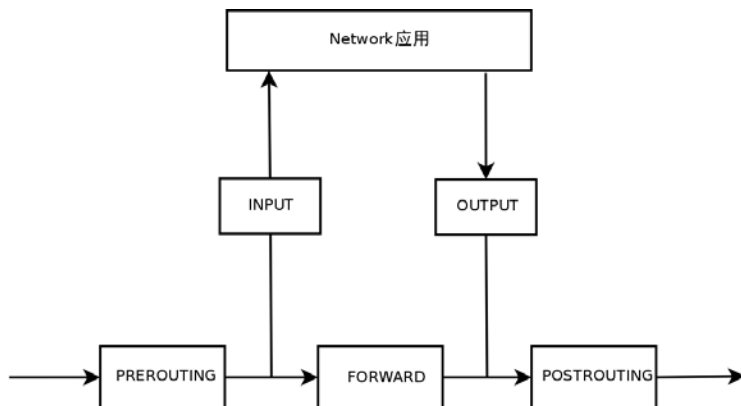 Network应用
INPUT
OUTPUT
PREROUTING
FORWARD
POSTROUTING